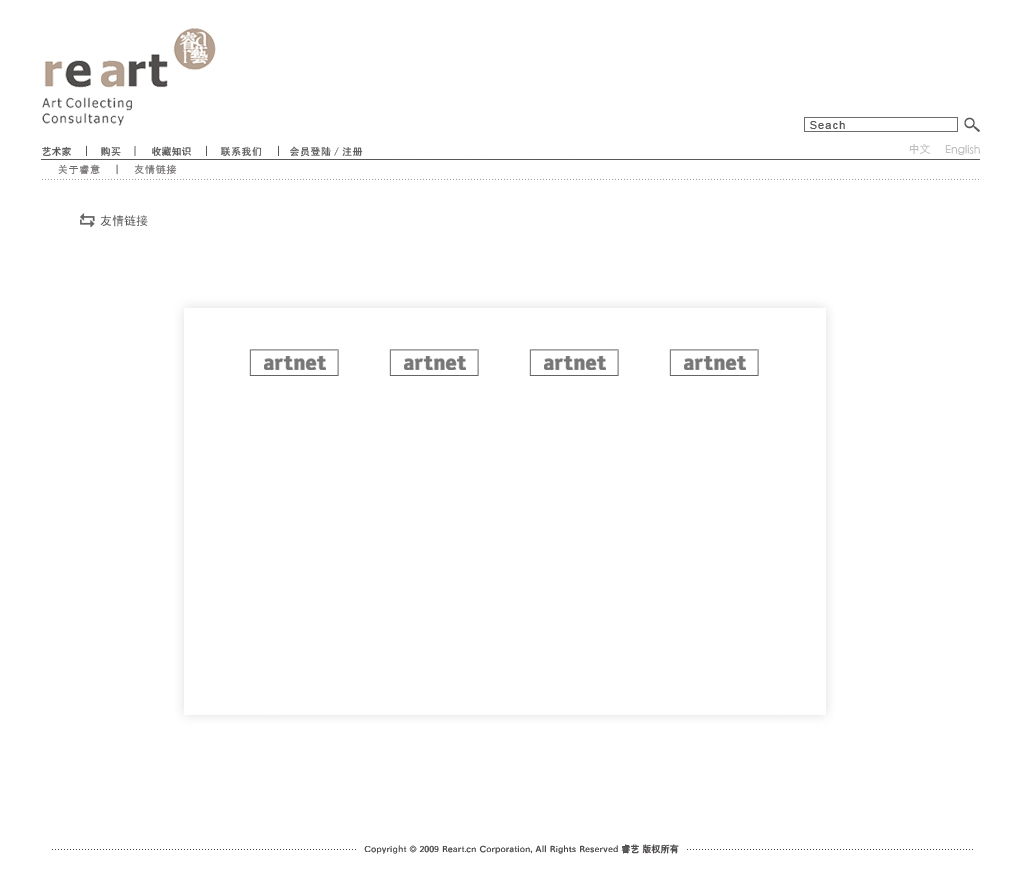 re art 睿藝
Art Collecting
Consultancy
Seach
艺术家 | 购买 | 收藏知识 | 联系我们 | 会员登陆 / 注册
中文 English
关于睿意 | 友情链接
友情链接
artnet artnet artnet artnet
Copyright © 2009 Reart.cn Corporation, All Rights Reserved 睿艺 版权所有